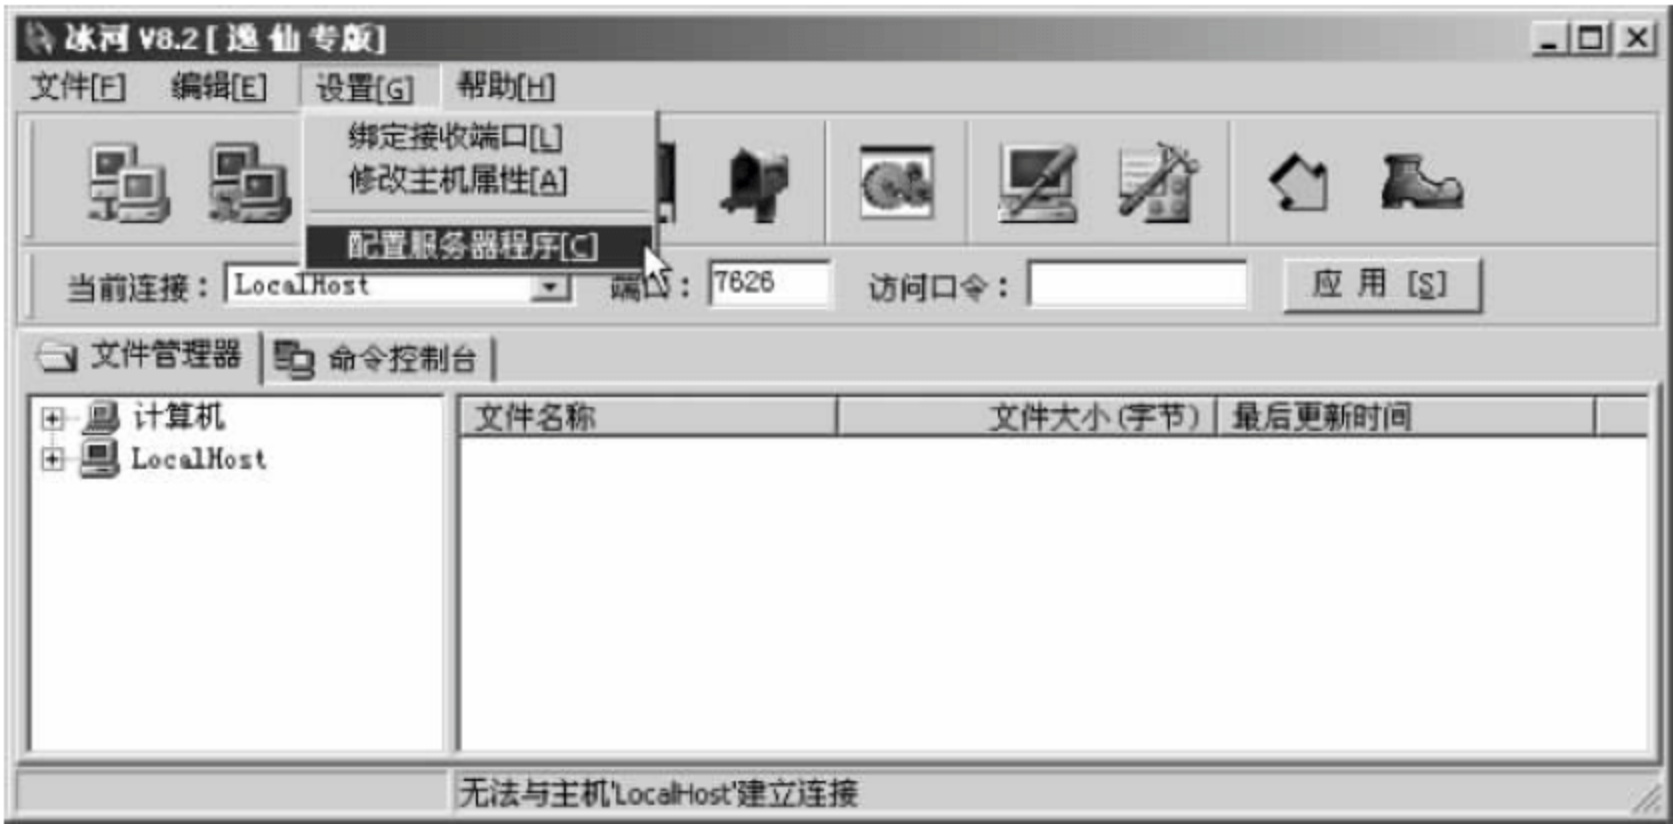 冰河 V8.2 [ 逸仙专版]
文件[F] 编辑[E] 设置[G] 帮助[H]
绑定接收端口[L]
修改主机属性[A]
配置服务器程序[C]
当前连接： LocalHost 端口： 7626 访问口令： 应 用 [S]
文件管理器 命令控制台
计算机 文件名称 文件大小(字节) 最后更新时间
LocalHost
无法与主机'LocalHost'建立连接